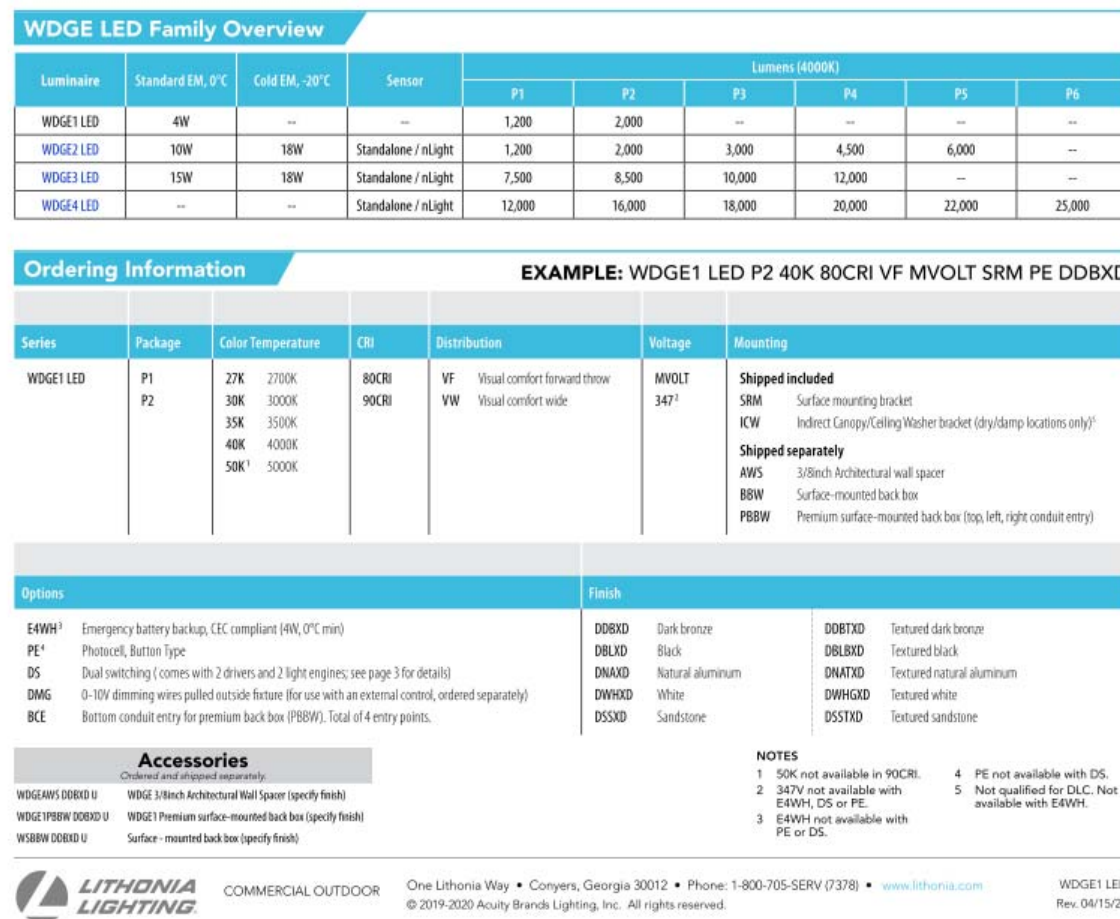 WDGE LED Family Overview
Luminaire Standard EM, 0°C Cold EM, -20°C Sensor Lumens (4000K)
P1 P2 P3 P4 P5 P6
WDGE1 LED 4W -- -- 1,200 2,000 -- -- -- --
WDGE2 LED 10W 18W Standalone / nLight 1,200 2,000 3,000 4,500 6,000 --
WDGE3 LED 15W 18W Standalone / nLight 7,500 8,500 10,000 12,000 -- --
WDGE4 LED -- -- Standalone / nLight 12,000 16,000 18,000 20,000 22,000 25,000
Ordering Information EXAMPLE: WDGE1 LED P2 40K 80CRI VF MVOLT SRM PE DDBXD
Series Package Color Temperature CRI Distribution Voltage Mounting
WDGE1 LED
P1
P2
27K 2700K
30K 3000K
35K 3500K
40K 4000K
50K1 5000K
80CRI
90CRI
VF Visual comfort forward throw
VW Visual comfort wide
MVOLT
3472
Shipped included
SRM Surface mounting bracket
ICW Indirect Canopy/Ceiling Washer bracket (dry/damp locations only)5
Shipped separately
AWS 3/8inch Architectural wall spacer
BBW Surface-mounted back box
PBBW Premium surface-mounted back box (top, left, right conduit entry)
Options Finish
E4WH3 Emergency battery backup, CEC compliant (4W, 0°C min)
PE4 Photocell, Button Type
DS Dual switching ( comes with 2 drivers and 2 light engines; see page 3 for details)
DMG 0-10V dimming wires pulled outside fixture (for use with an external control, ordered separately)
BCE Bottom conduit entry for premium back box (PBBW). Total of 4 entry points.
DDBXD Dark bronze
DBLXD Black
DNAXD Natural aluminum
DWHXD White
DSSXD Sandstone
DDBTXD Textured dark bronze
DBLBXD Textured black
DNATXD Textured natural aluminum
DWHGXD Textured white
DSSTXD Textured sandstone
Accessories
Ordered and shipped separately.
WDGEAWS DDBXD U WDGE 3/8inch Architectural Wall Spacer (specify finish)
WDGE1PBBW DDBXD U WDGE1 Premium surface-mounted back box (specify finish)
WSBBW DDBXD U Surface - mounted back box (specify finish)
NOTES
1 50K not available in 90CRI.
2 347V not available with
E4WH, DS or PE.
3 E4WH not available with
PE or DS.
4 PE not available with DS.
5 Not qualified for DLC. Not
available with E4WH.
LITHONIA
LIGHTING.
COMMERCIAL OUTDOOR
One Lithonia Way • Conyers, Georgia 30012 • Phone: 1-800-705-SERV (7378) • www.lithonia.com
© 2019-2020 Acuity Brands Lighting, Inc. All rights reserved.
WDGE1 LE
Rev. 04/15/2